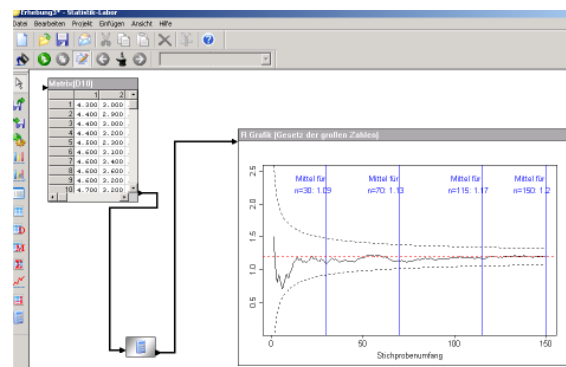 Erhebung3* - Statistik-Labor
Datei Bearbeiten Projekt Einfügen Ansicht Hilfe
Matrix(D10)
1 2
1 4.300 3.000
2 4.400 2.900
3 4.400 3.000
4 4.400 3.200
5 4.500 2.300
6 4.600 3.100
7 4.600 3.400
8 4.600 3.600
9 4.600 3.200
10 4.700 3.200
R Grafik (Gesetz der großen Zahlen)
Mittel für Mittel für Mittel für Mittel für
n=30: 1.09 n=70: 1.13 n=115: 1.17 n=150: 1.2
2.5
2.0
1.5
1.0
0.5
0 50 100 150
Stichprobenumfang